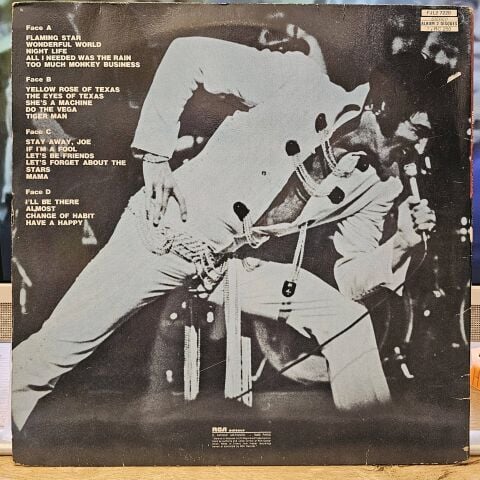 Face A
FLAMING STAR
WONDERFUL WORLD
NIGHT LIFE
ALL I NEEDED WAS THE RAIN
TOO MUCH MONKEY BUSINESS
Face B
YELLOW ROSE OF TEXAS
THE EYES OF TEXAS
SHE'S A MACHINE
DO THE VEGA
TIGER MAN
Face C
STAY AWAY, JOE
IF I'M A FOOL
LET'S BE FRIENDS
LET'S FORGET ABOUT THE
STARS
MAMA
Face D
I'LL BE THERE
ALMOST
CHANGE OF HABIT
HAVE A HAPPY
ALBUM 2 DISQUES
RCA